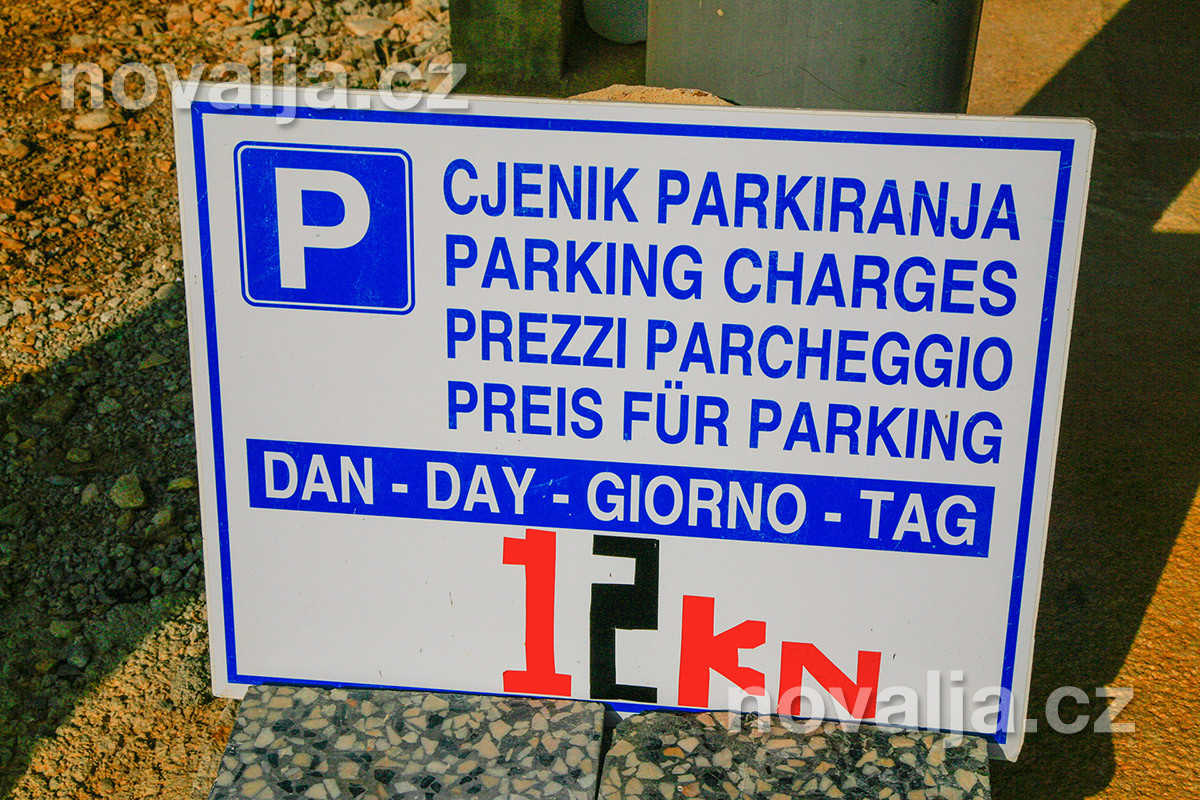 novalja.cz
P
CJENIK PARKIRANJA
PARKING CHARGES
PREZZI PARCHEGGIO
PREIS FÜR PARKING
DAN - DAY - GIORNO - TAG
12 KN
novalja.cz